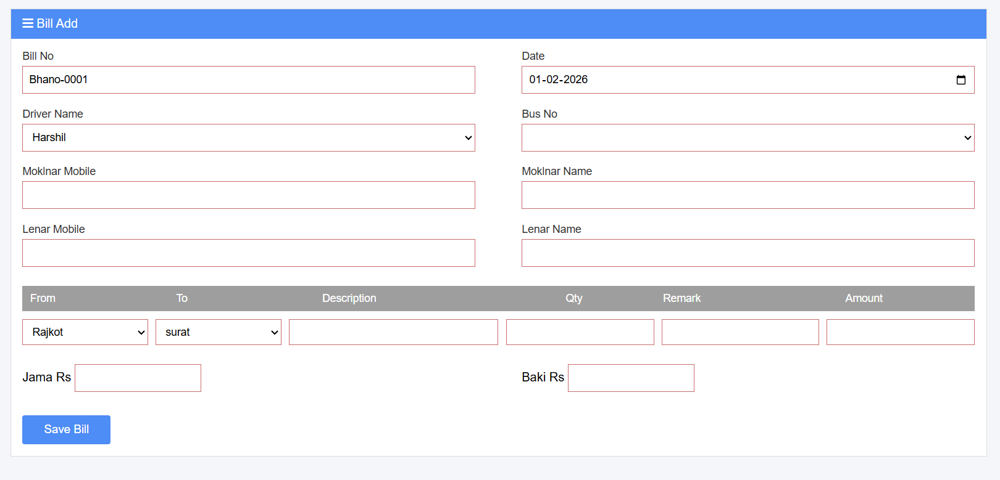 Bill Add
Bill No
Date
Bhano-0001
01-02-2026
Driver Name
Bus No
Harshil
Moklnar Mobile
Moklnar Name
Lenar Mobile
Lenar Name
From To Description Qty Remark Amount
Rajkot surat
Jama Rs
Baki Rs
Save Bill